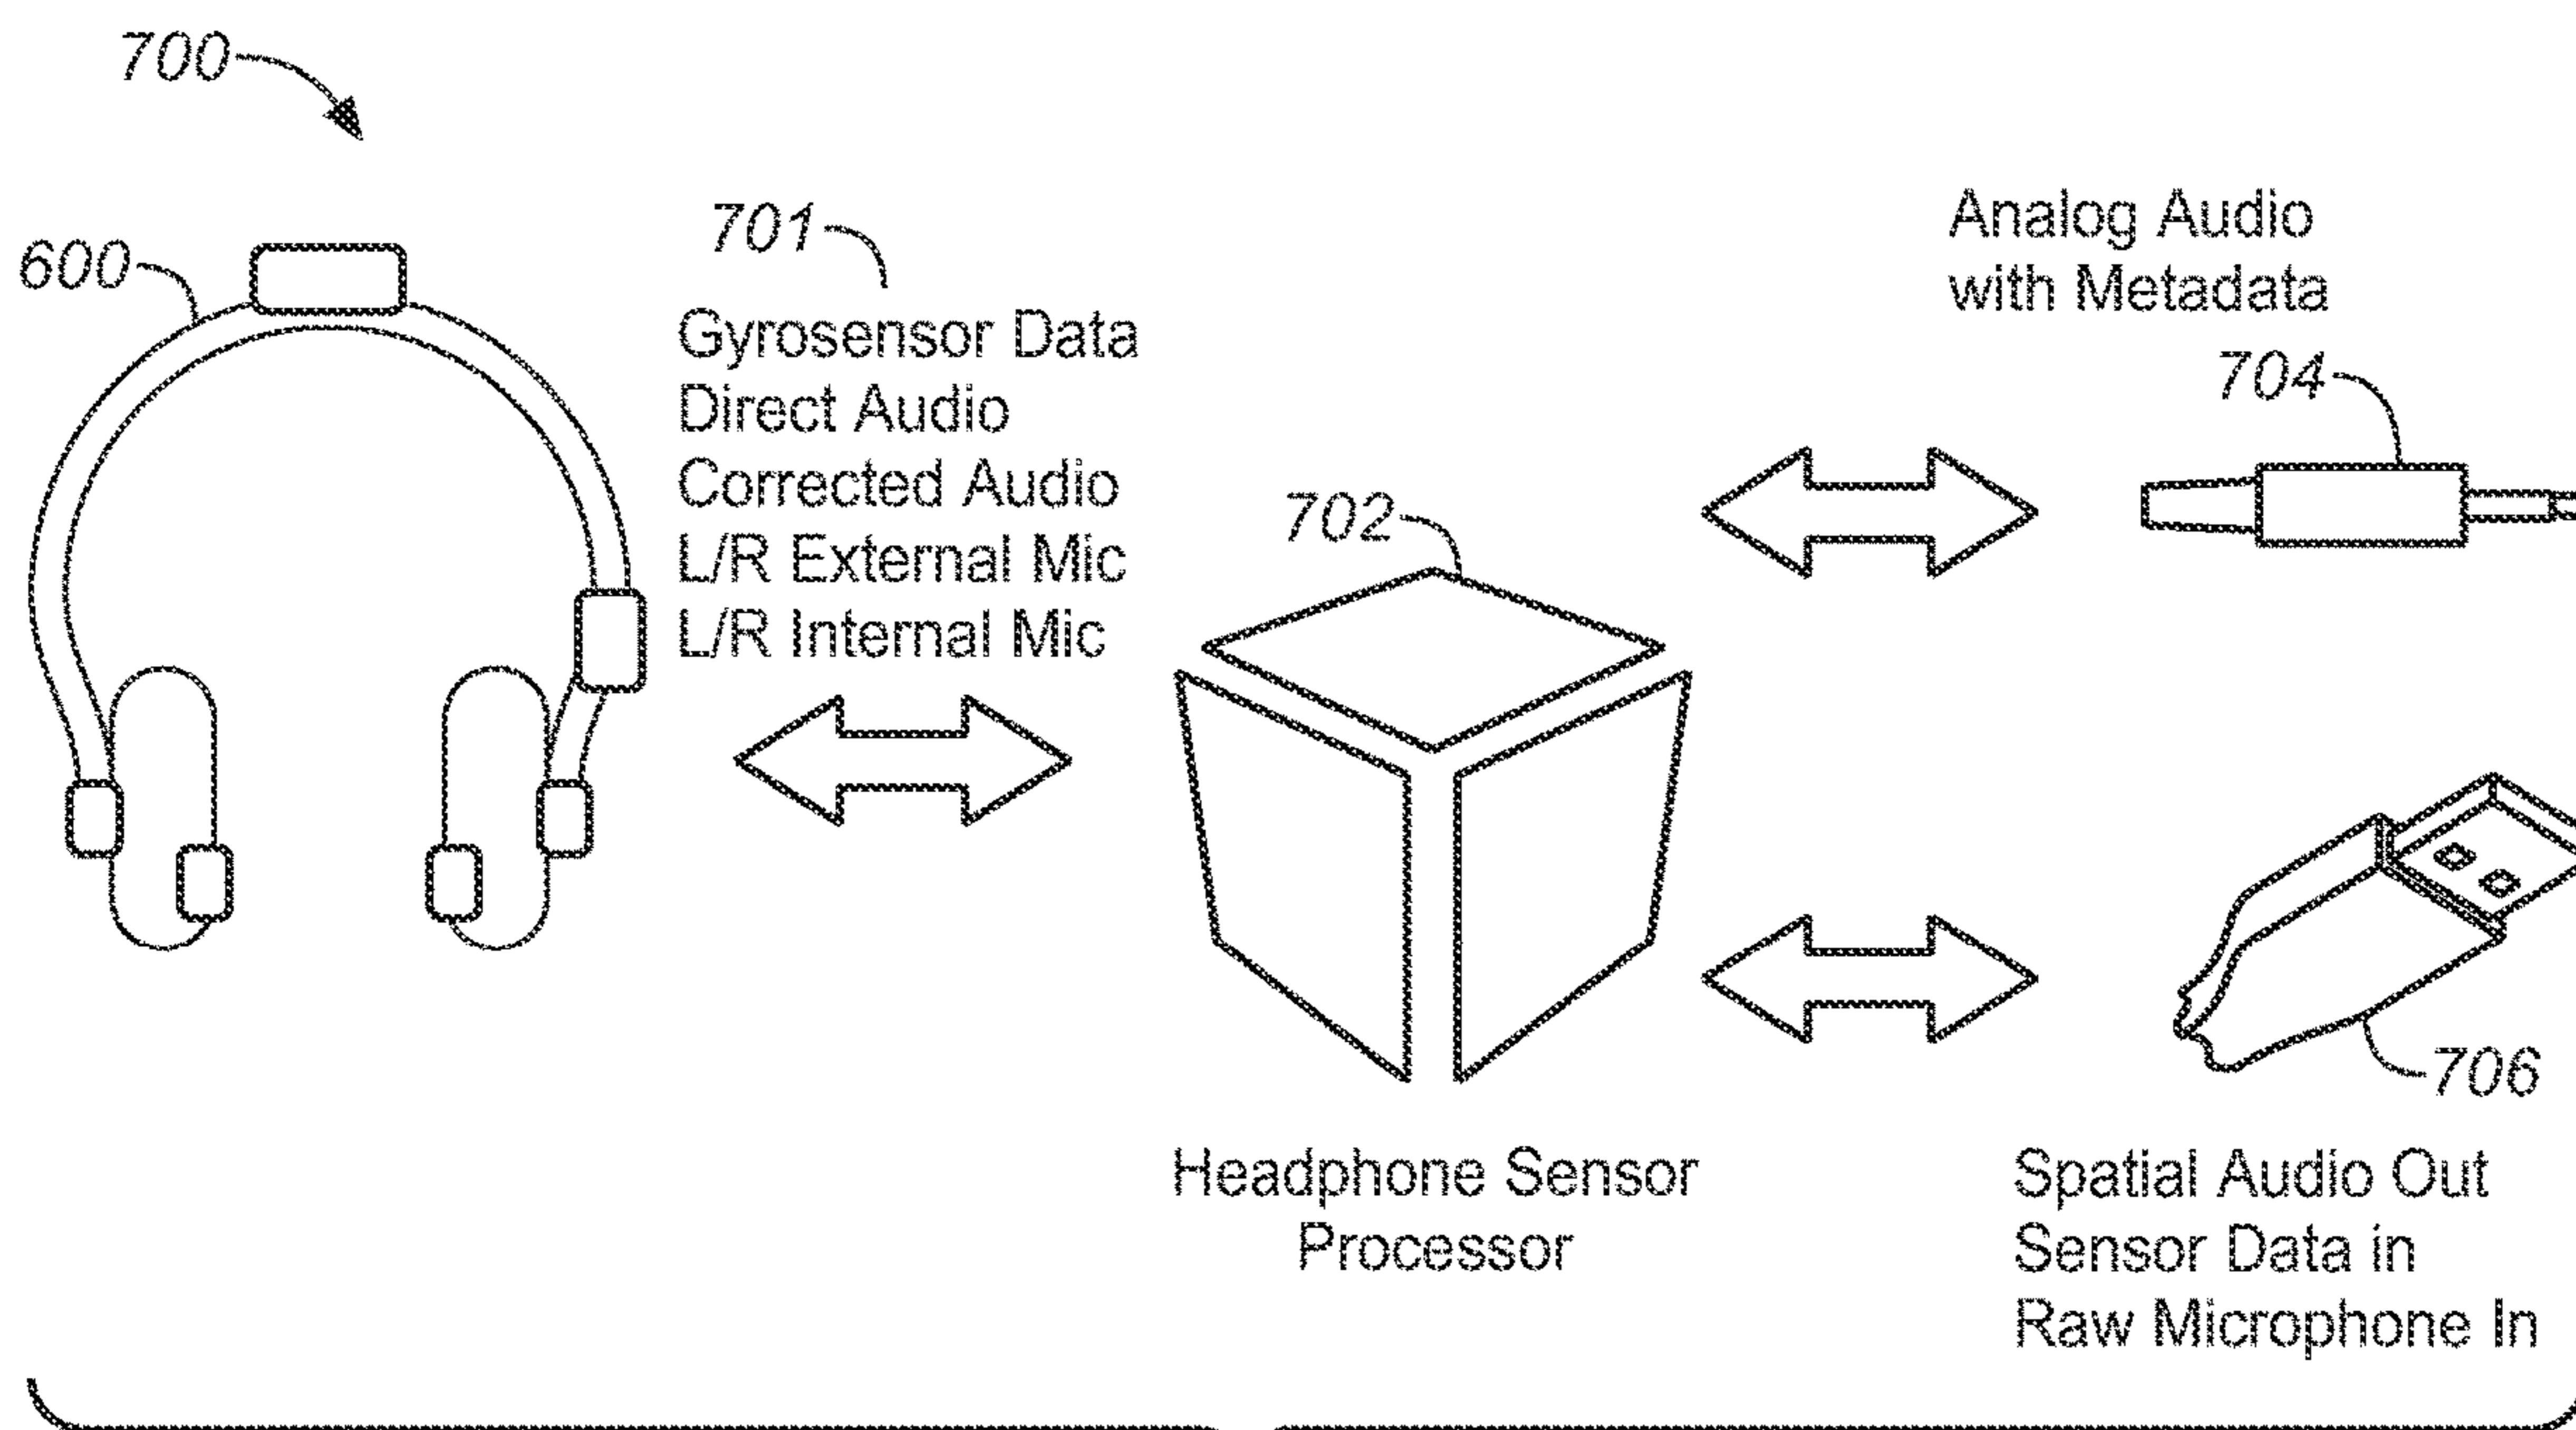 700
600
701
Gyrosensor Data
Direct Audio
Corrected Audio
L/R External Mic
L/R Internal Mic
702
Headphone Sensor
Processor
Analog Audio
with Metadata
704
706
Spatial Audio Out
Sensor Data in
Raw Microphone In